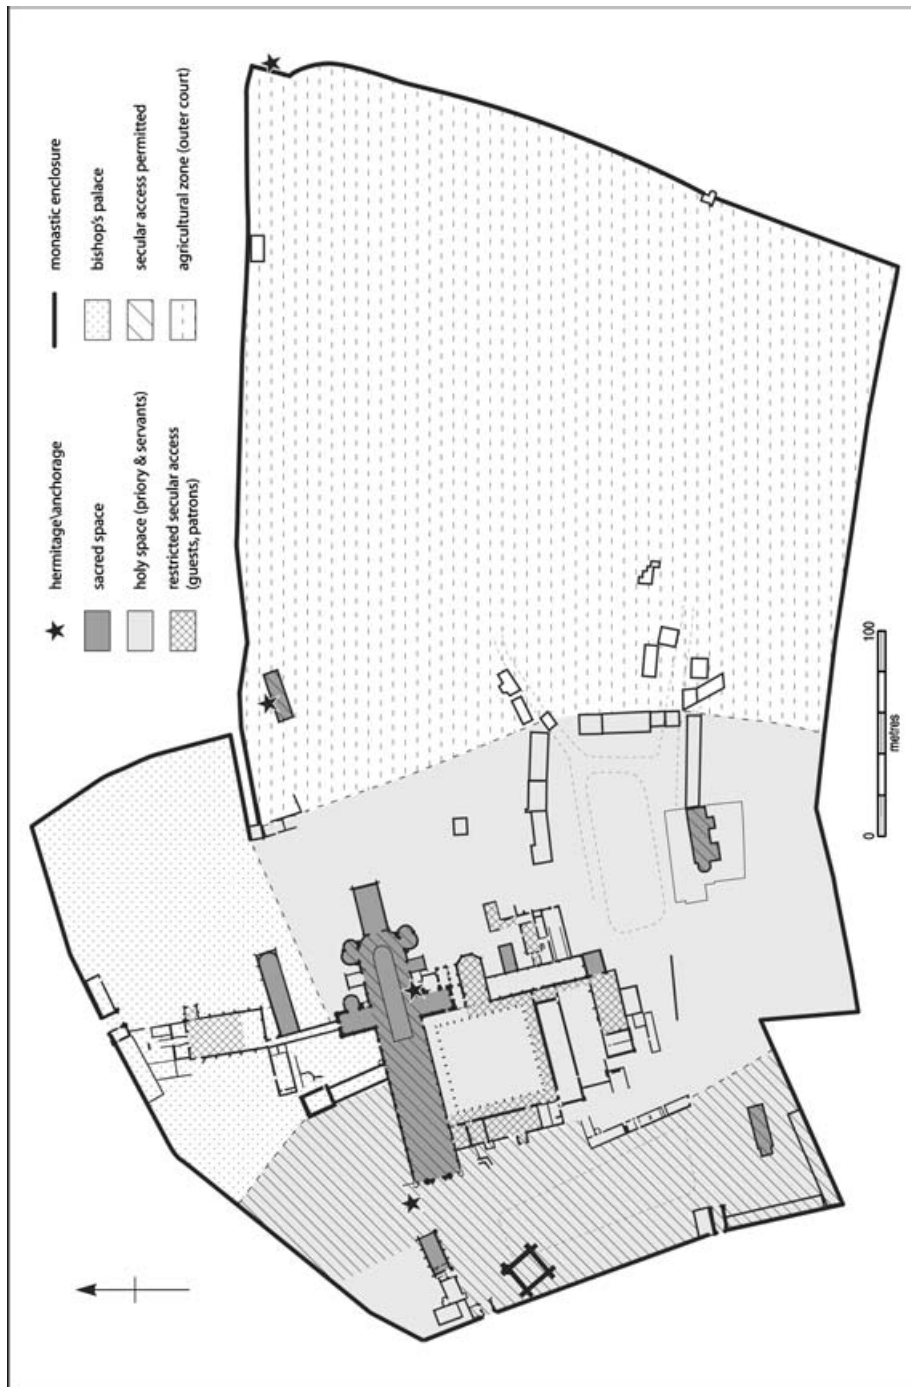 hermitage\anchorage
sacred space
holy space (priory & servants)
restricted secular access
(guests, patrons)
monastic enclosure
bishop's palace
secular access permitted
agricultural zone (outer court)
0
metres
100